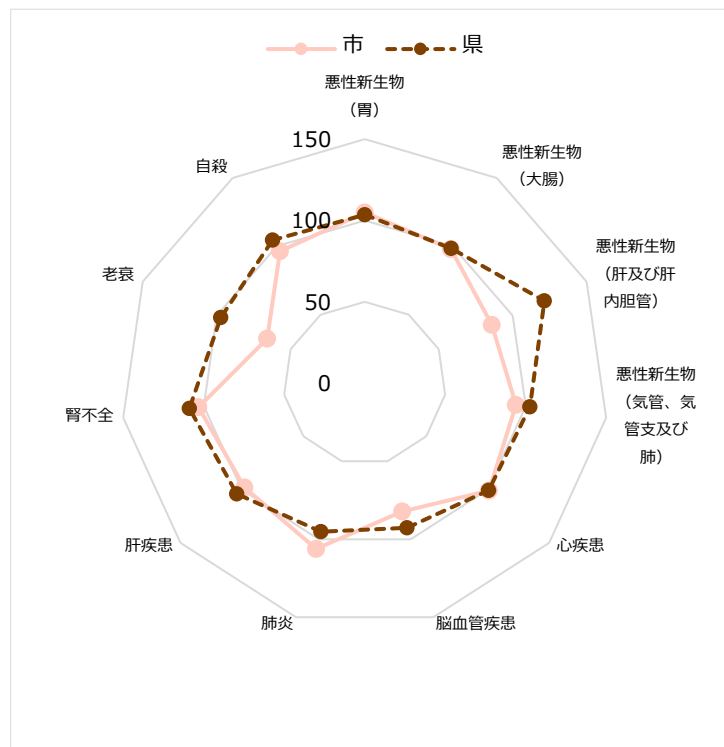 市
県
悪性新生物
（胃）
悪性新生物
（大腸）
悪性新生物
（肝及び肝
内胆管）
悪性新生物
（気管、気
管支及び
肺）
心疾患
脳血管疾患
肺炎
肝疾患
腎不全
老衰
自殺
150
100
50
0